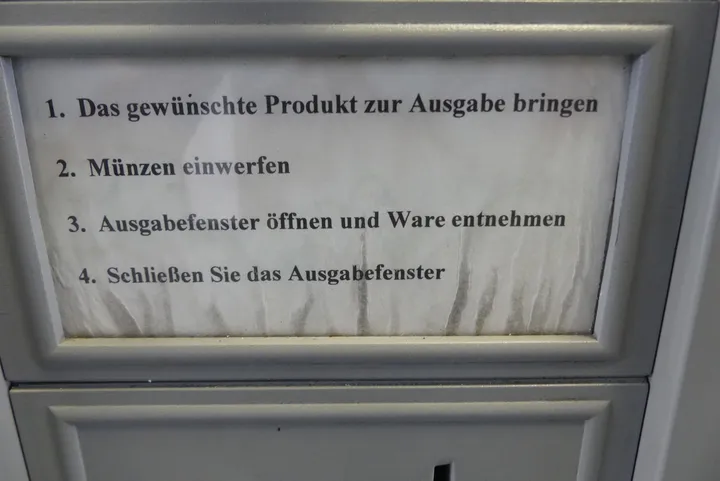 1. Das gewünschte Produkt zur Ausgabe bringen
2. Münzen einwerfen
3. Ausgabefenster öffnen und Ware entnehmen
4. Schließen Sie das Ausgabefenster